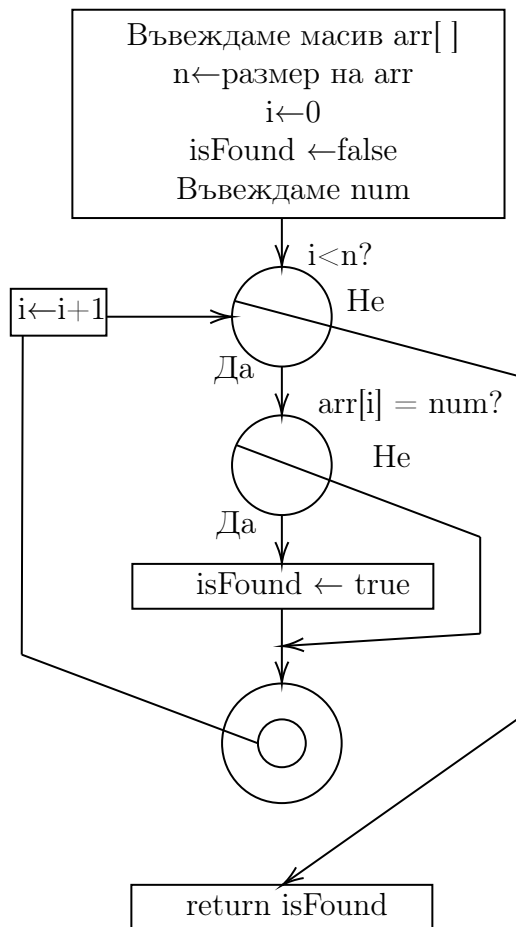 Въвеждаме масив arr[ ]
n←размер на arr
i←0
isFound ←false
Въвеждаме num
i<n?
i←i+1
Не
Да
arr[i] = num?
Не
Да
isFound ← true
return isFound